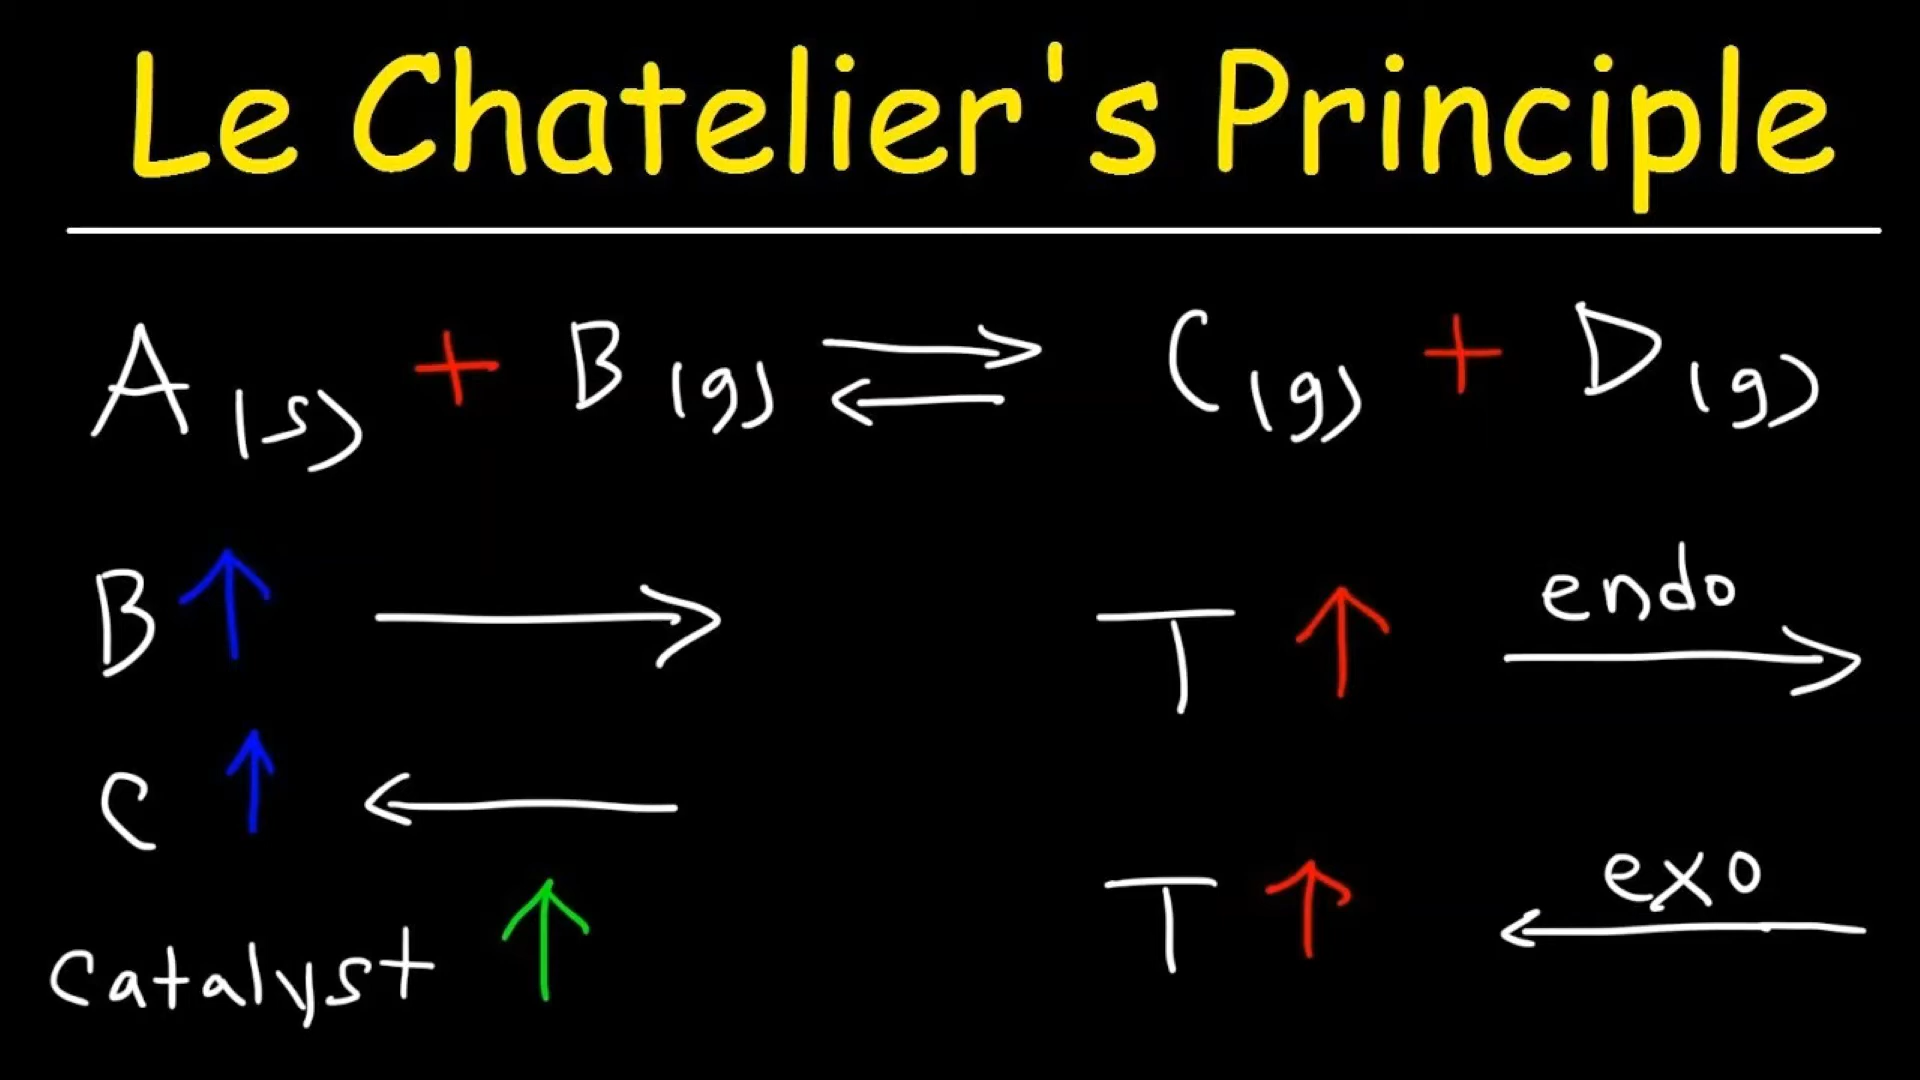 Le Chatelier's Principle
A(s) + B(g) ⇌ C(g) + D(g)
B ↑ →
T ↑ endo →
C ↑ ←
T ↑ exo ←
catalyst ↑